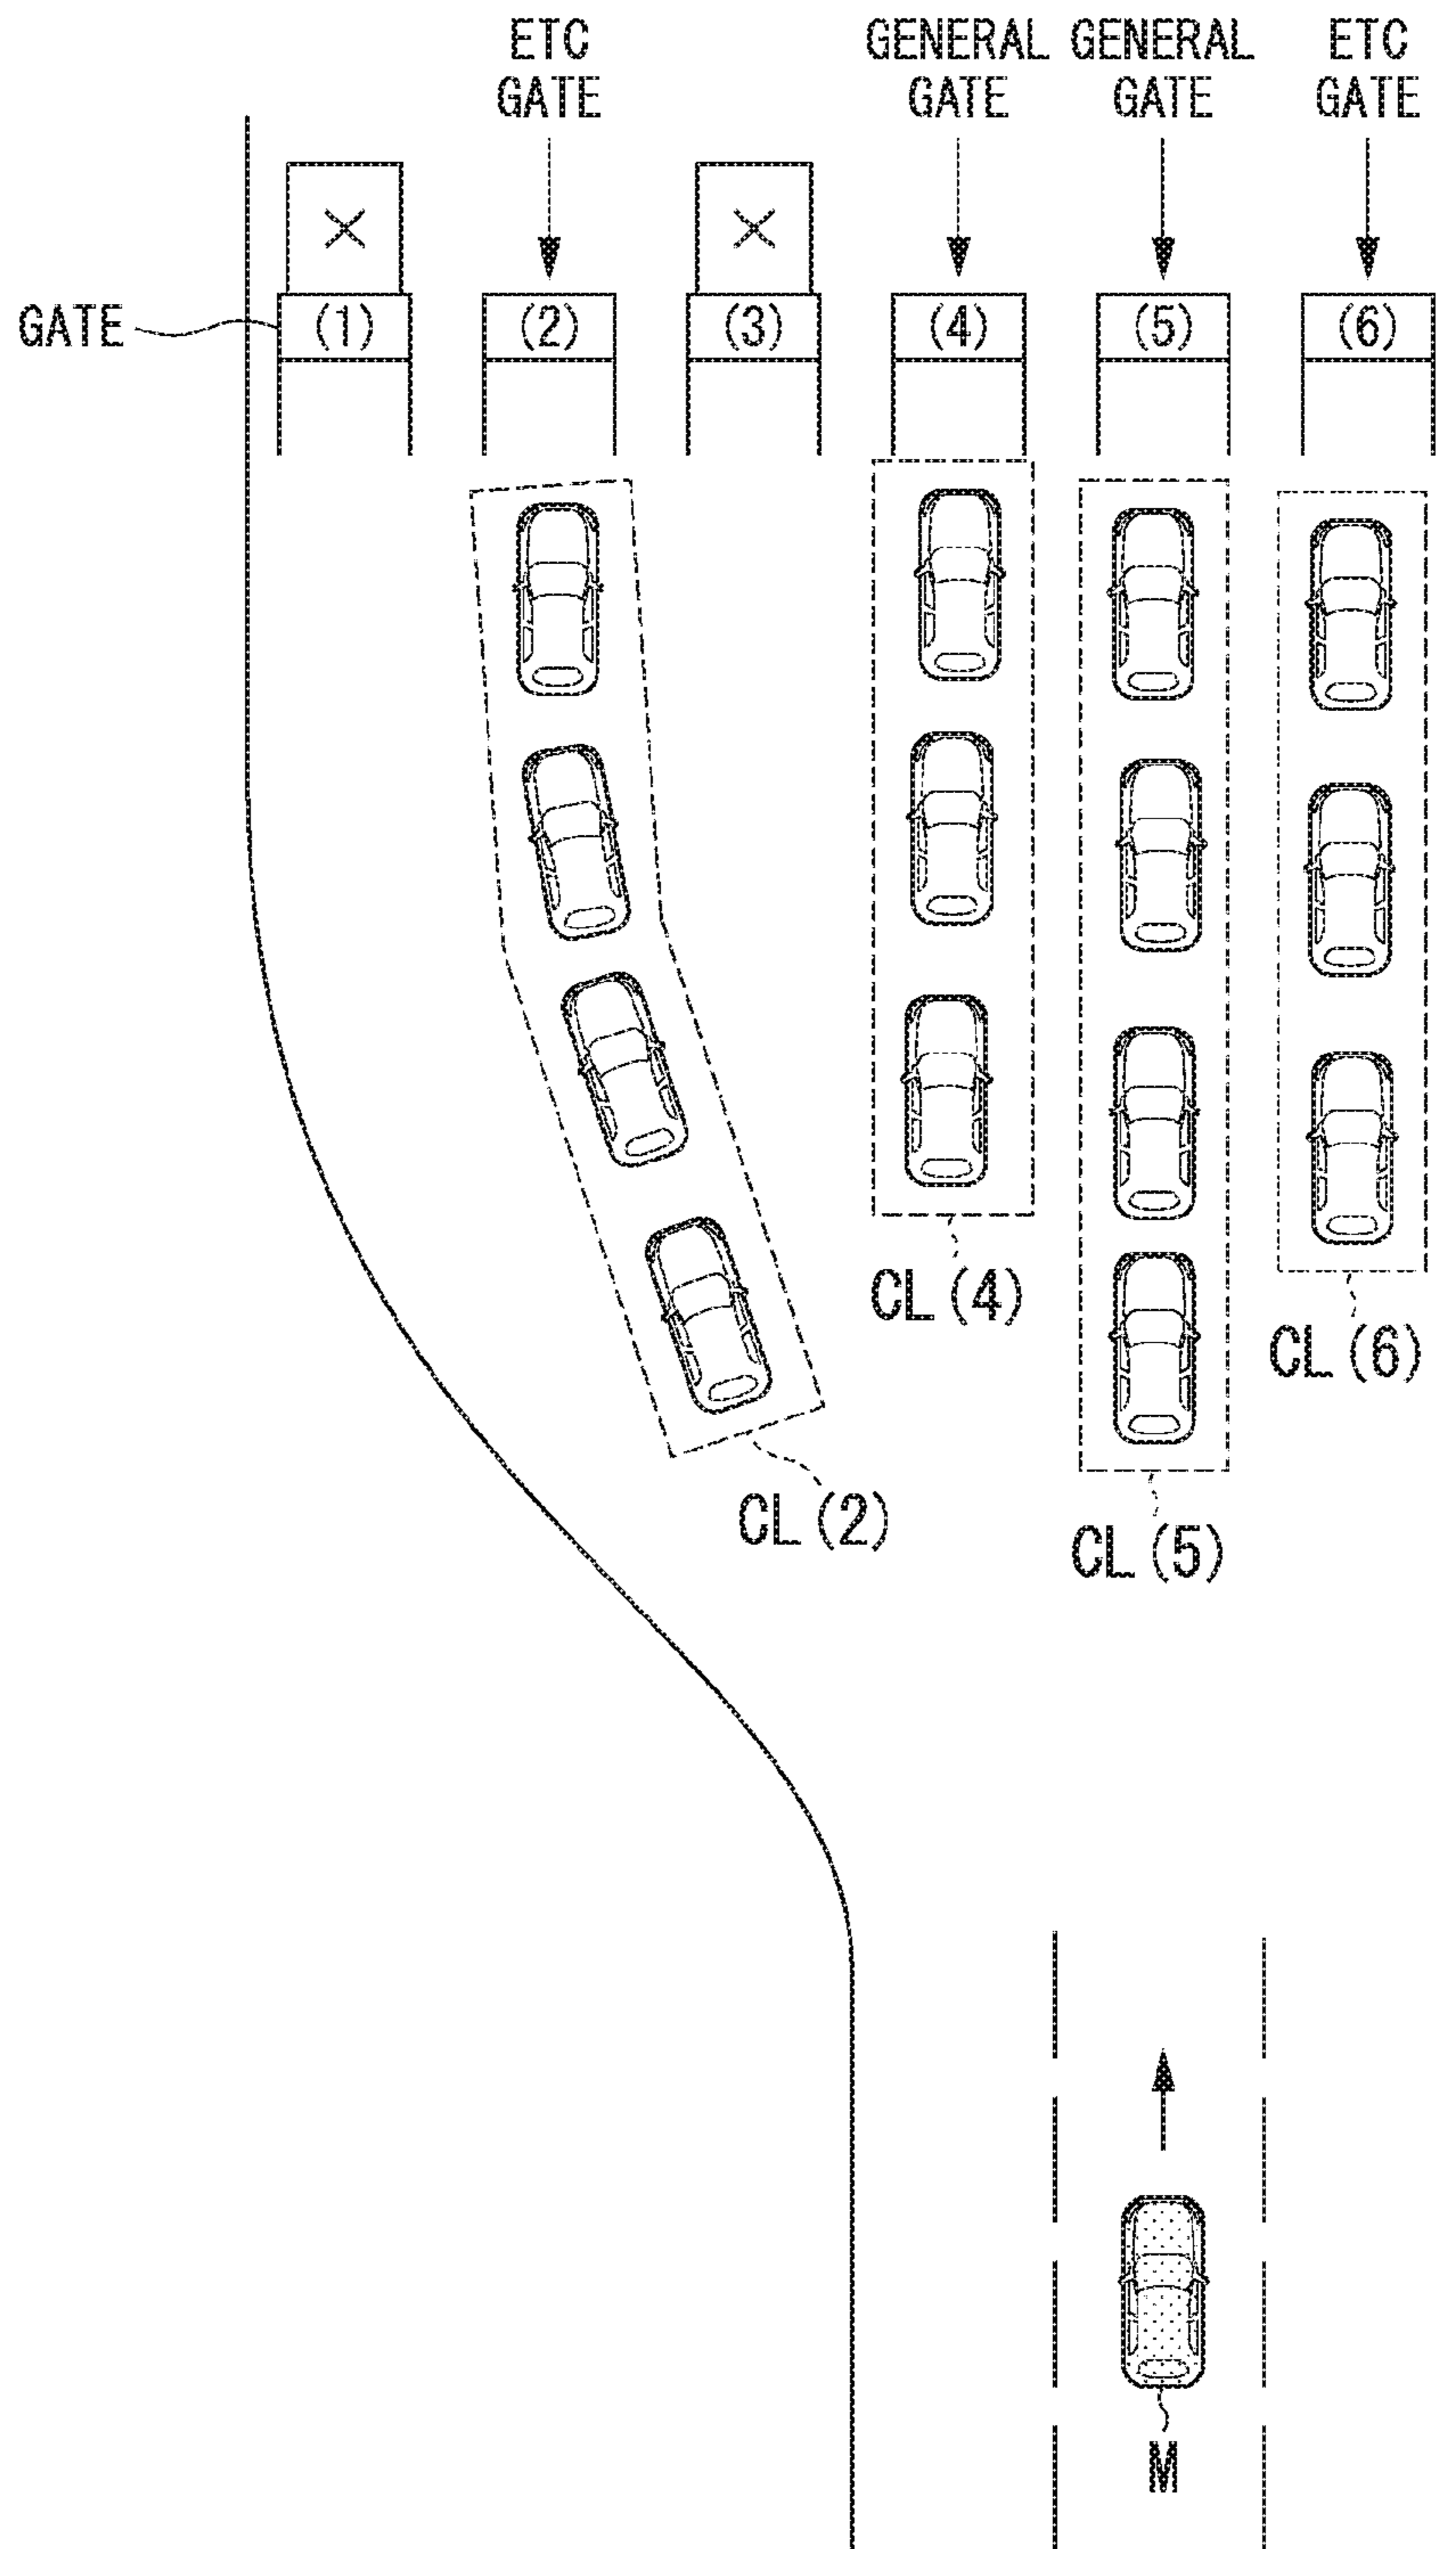 ETC
GATE
GENERAL
GATE
GENERAL
GATE
ETC
GATE
×
×
GATE
(1)
(2)
(3)
(4)
(5)
(6)
CL(4)
CL(6)
CL(2)
CL(5)
M